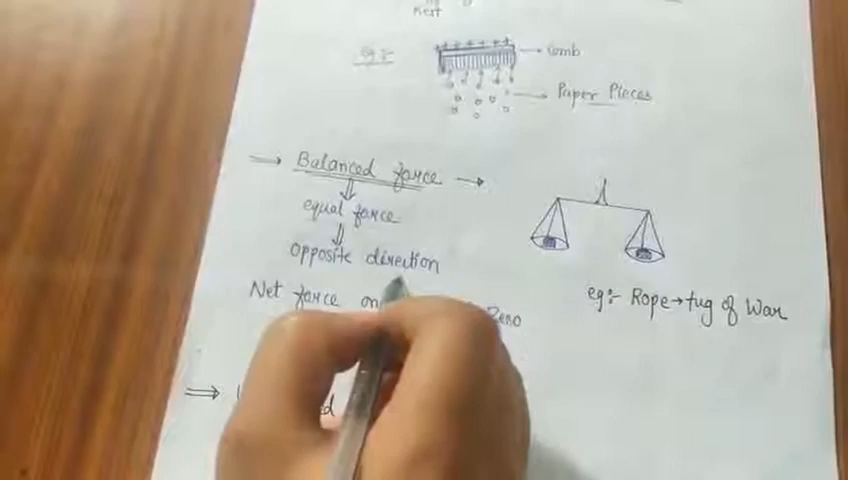 Rest
eg:-
Comb
Paper Pieces
⇒ Balanced force →
equal force
opposite direction
Net force on Zero
eg:- Rope→tug of War